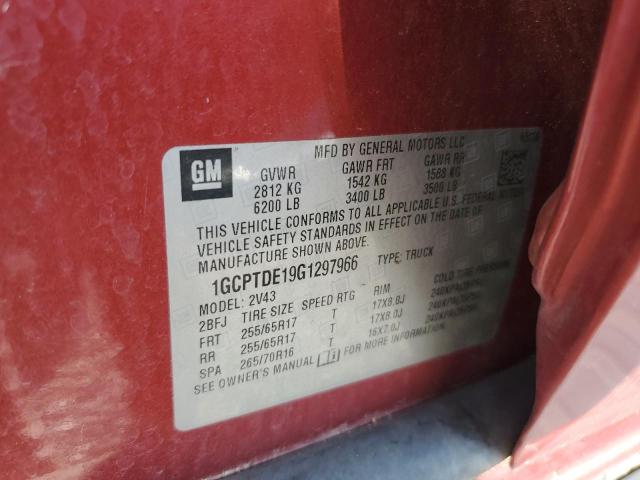 MFD BY GENERAL MOTORS LLC
GM
GVWR GAWR FRT GAWR RR
2812 KG 1542 KG 1588 KG
6200 LB 3400 LB 3500 LB
THIS VEHICLE CONFORMS TO ALL APPLICABLE U.S. FEDERAL MOTOR
VEHICLE SAFETY STANDARDS IN EFFECT ON THE DATE OF
MANUFACTURE SHOWN ABOVE.
1GCPTDE19G1297966 TYPE: TRUCK
MODEL: 2V43
2BFJ TIRE SIZE SPEED RTG RIM COLD TIRE PRESSURE
FRT 255/65R17 T 17X8.0J
RR 255/65R17 T 17X8.0J
SPA 265/70R16 T 16X7.0J
SEE OWNER'S MANUAL FOR MORE INFORMATION.